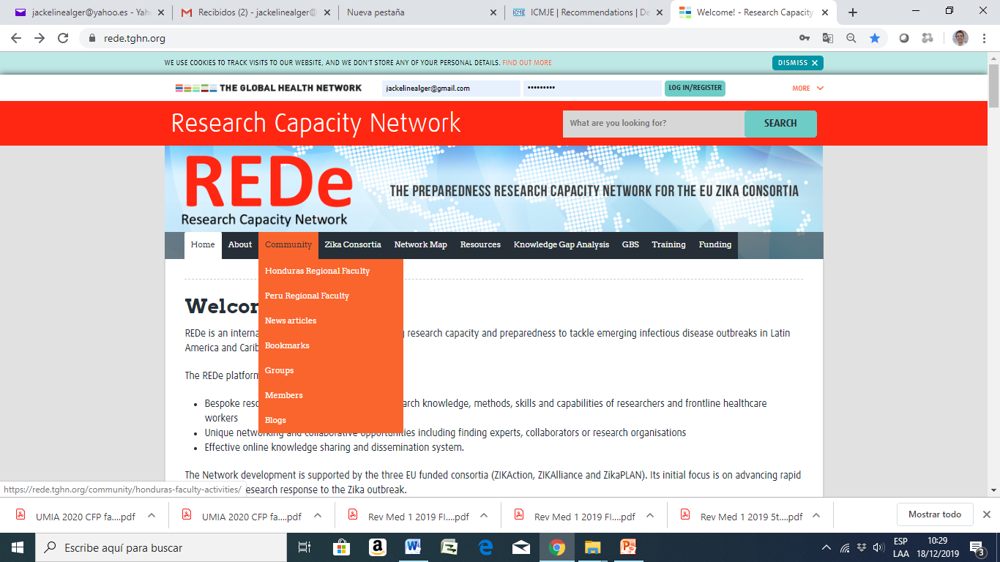 jackelinealger@yahoo.es - Yah
Recibidos (2) - jackelinealger@
Nueva pestaña
ICMJE | Recommendations | De
Welcome! - Research Capacity
rede.tghn.org
WE USE COOKIES TO TRACK VISITS TO OUR WEBSITE, AND WE DON'T STORE ANY OF YOUR PERSONAL DETAILS. FIND OUT MORE
DISMISS
THE GLOBAL HEALTH NETWORK
jackelinealger@gmail.com
•••••••••
LOG IN/REGISTER
MORE
Research Capacity Network
What are you looking for?
SEARCH
REDe
Research Capacity Network
THE PREPAREDNESS RESEARCH CAPACITY NETWORK FOR THE EU ZIKA CONSORTIA
Home About Community Zika Consortia Network Map Resources Knowledge Gap Analysis GBS Training Funding
Honduras Regional Faculty
Peru Regional Faculty
News articles
Bookmarks
Groups
Members
Blogs
Welcom
REDe is an interna g research capacity and preparedness to tackle emerging infectious disease outbreaks in Latin
America and Carib
The REDe platform
• Bespoke reso arch knowledge, methods, skills and capabilities of researchers and frontline healthcare
workers
• Unique networking and collaborative opportunities including finding experts, collaborators or research organisations
• Effective online knowledge sharing and dissemination system.
The Network development is supported by the three EU funded consortia (ZIKAction, ZIKAlliance and ZikaPLAN). Its initial focus is on advancing rapid
esearch response to the Zika outbreak.
https://rede.tghn.org/community/honduras-faculty-activities/
UMIA 2020 CFP fa....pdf
UMIA 2020 CFP fa....pdf
Rev Med 1 2019 FI....pdf
Rev Med 1 2019 FI....pdf
Rev Med 1 2019 5t....pdf
Mostrar todo
Escribe aquí para buscar
ESP
LAA
10:29
18/12/2019
3